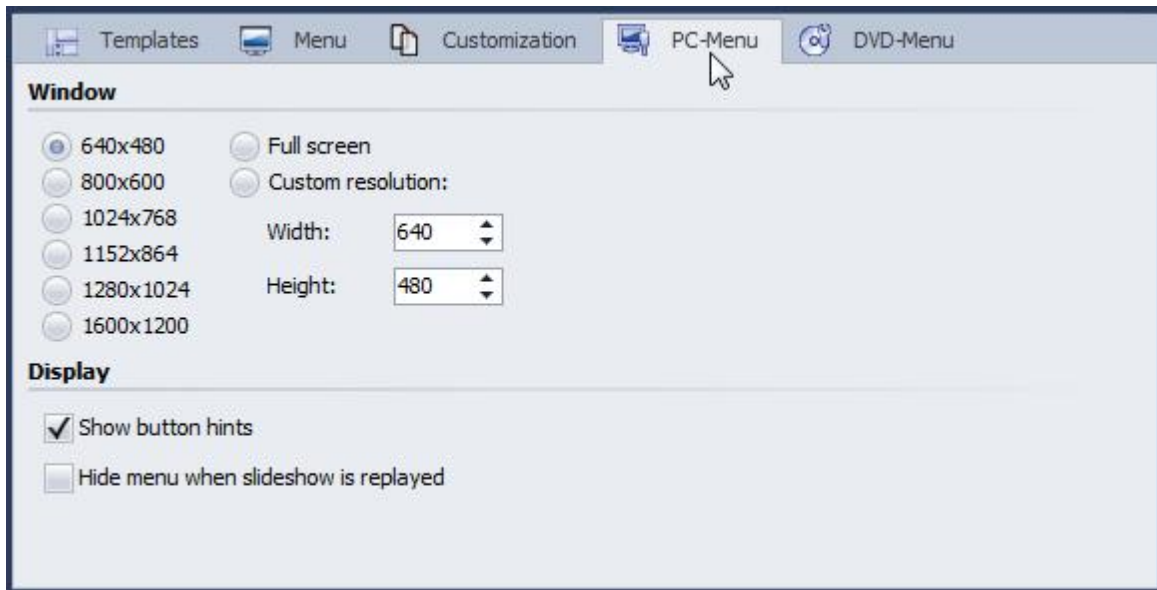 Templates Menu Customization PC-Menu DVD-Menu
Window
640x480 Full screen
800x600 Custom resolution:
1024x768
Width: 640
1152x864
1280x1024 Height: 480
1600x1200
Display
Show button hints
Hide menu when slideshow is replayed